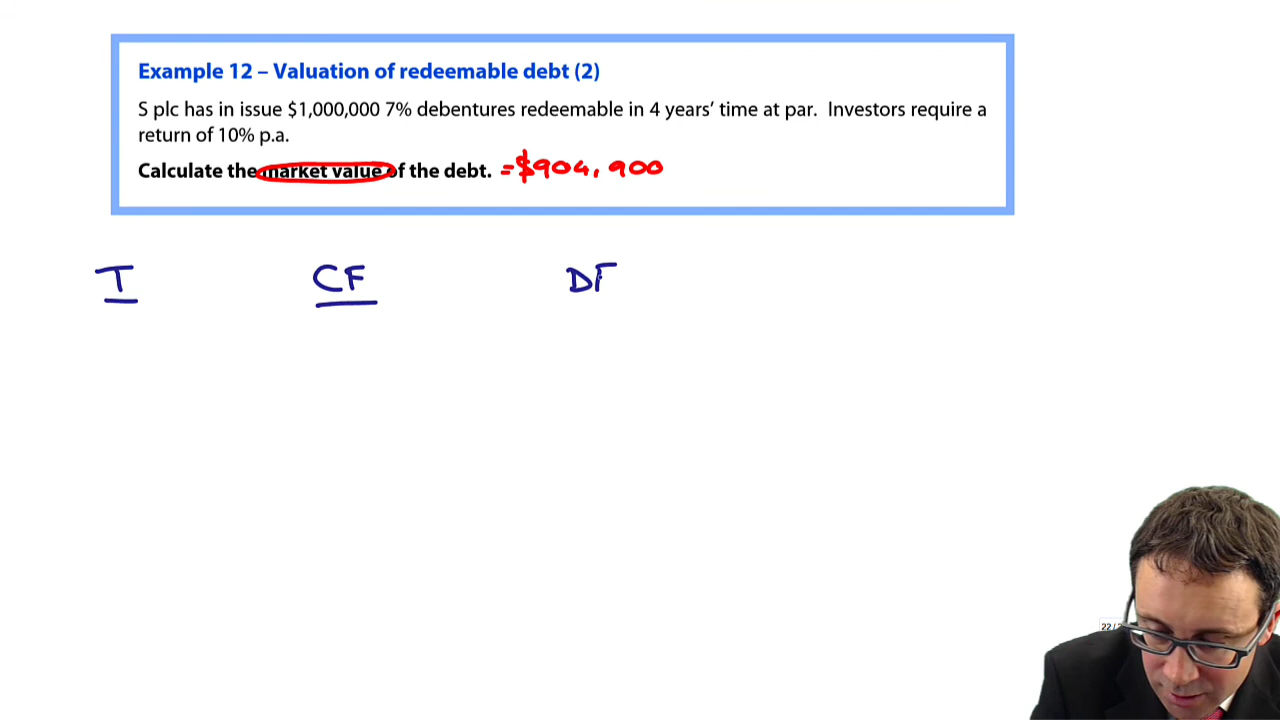 Example 12 – Valuation of redeemable debt (2)
S plc has in issue $1,000,000 7% debentures redeemable in 4 years' time at par. Investors require a
return of 10% p.a.
Calculate the market value of the debt. = $904,900
T CF DF
22 /